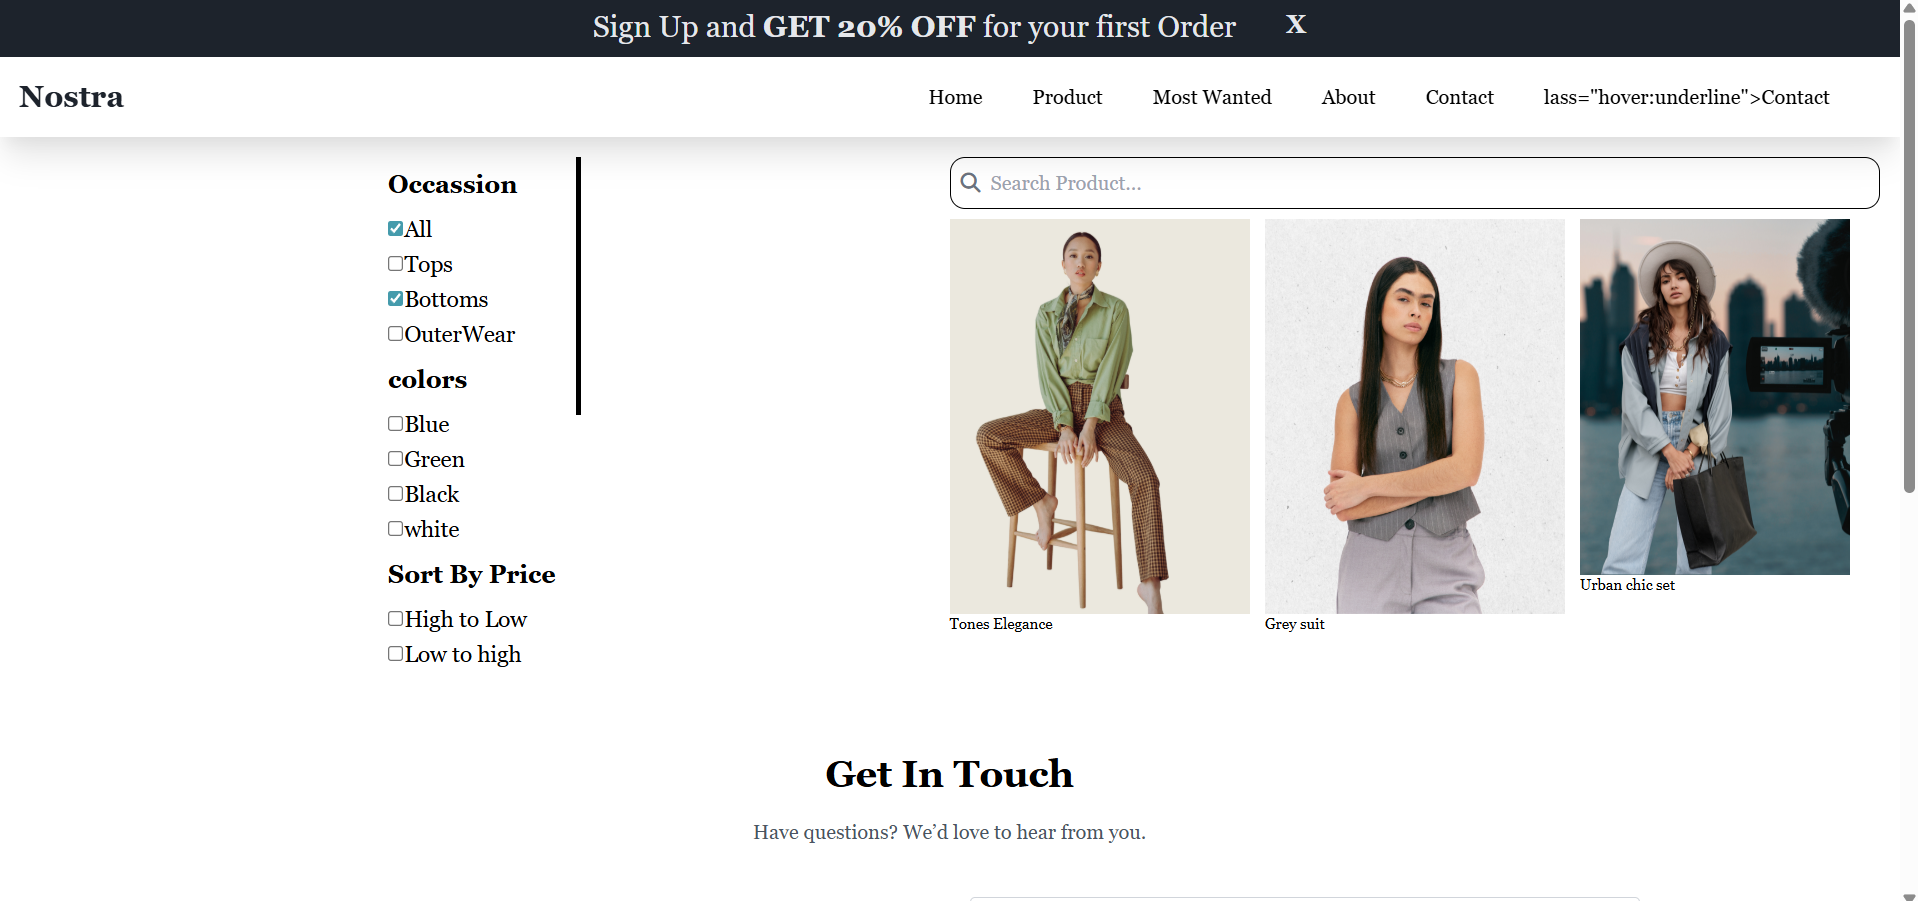 Sign Up and GET 20% OFF for your first Order X
Nostra
Home Product Most Wanted About Contact lass="hover:underline">Contact
Occassion
All
Tops
Bottoms
OuterWear
colors
Blue
Green
Black
white
Sort By Price
High to Low
Low to high
Search Product...
Tones Elegance
Grey suit
Urban chic set
Get In Touch
Have questions? We’d love to hear from you.